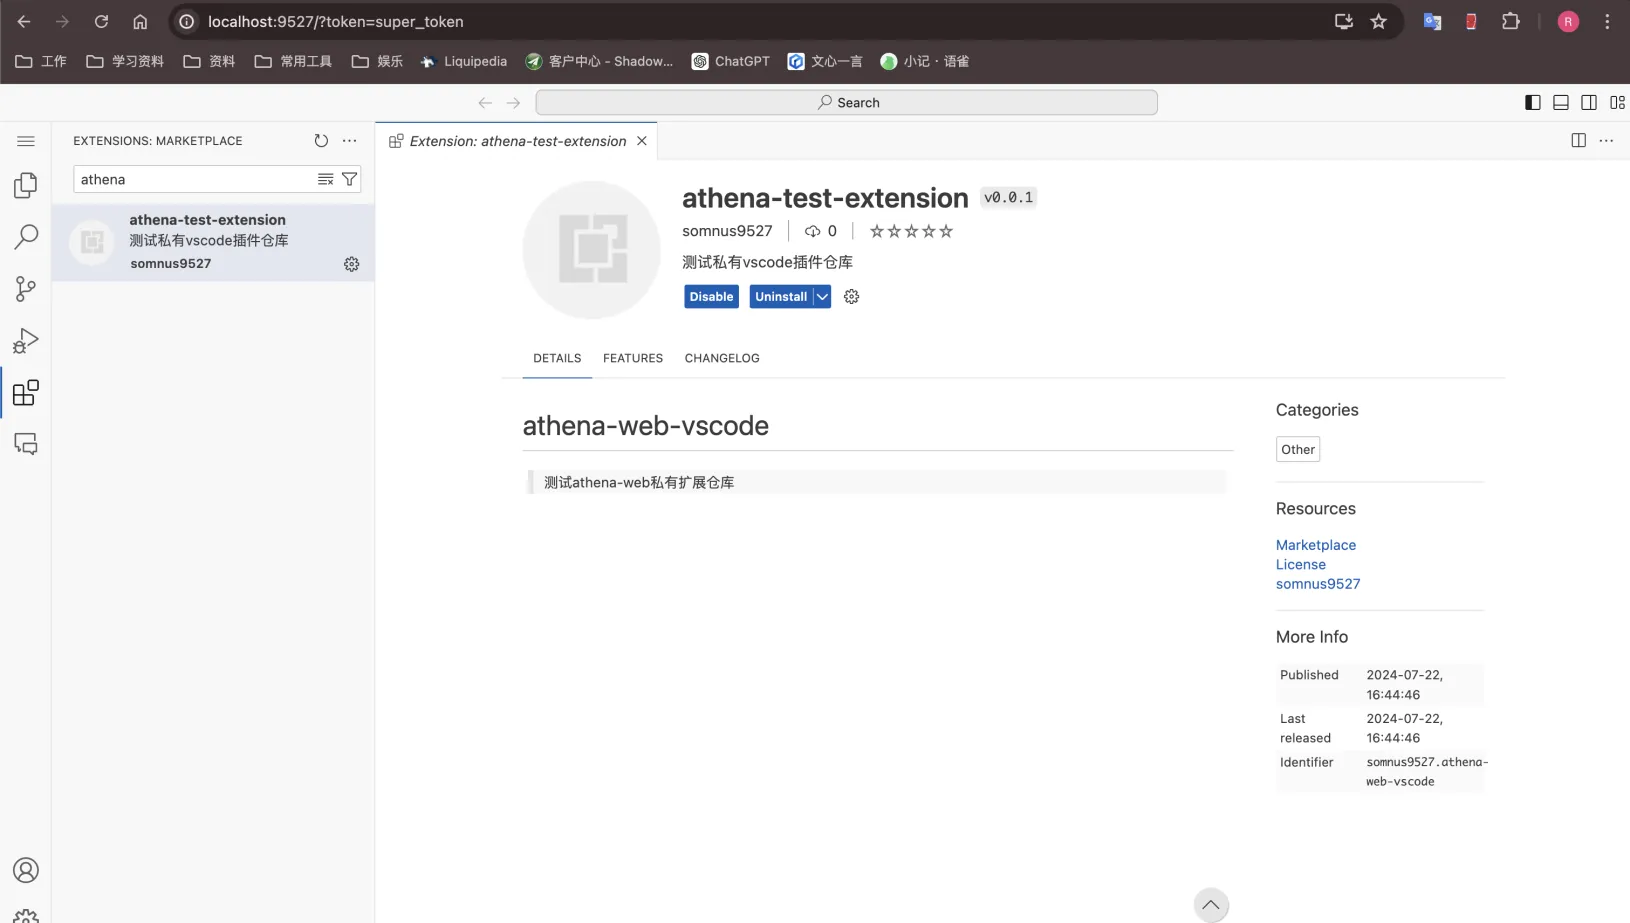 localhost:9527/?token=super_token
R
工作
学习资料
资料
常用工具
娱乐
Liquipedia
客户中心 - Shadow...
ChatGPT
文心一言
小记 · 语雀
Search
EXTENSIONS: MARKETPLACE
Extension: athena-test-extension
athena
athena-test-extension
测试私有vscode插件仓库
somnus9527
athena-test-extension v0.0.1
somnus9527 0
测试私有vscode插件仓库
Disable Uninstall
DETAILS FEATURES CHANGELOG
athena-web-vscode
测试athena-web私有扩展仓库
Categories
Other
Resources
Marketplace
License
somnus9527
More Info
Published 2024-07-22,
16:44:46
Last 2024-07-22,
released 16:44:46
Identifier somnus9527.athena-
web-vscode